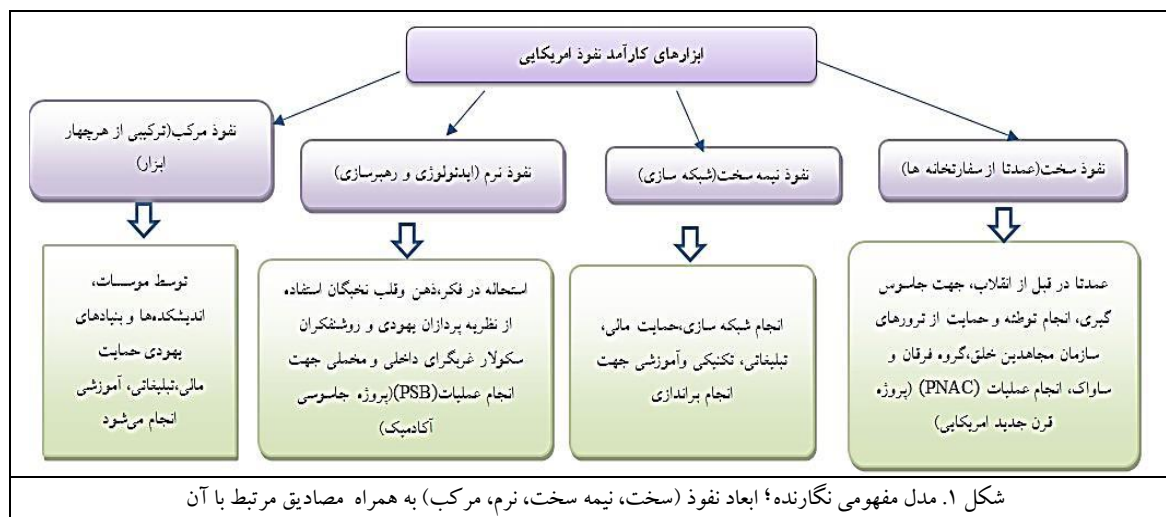 ابزارهای کارآمد نفوذ امریکایی
نفوذ سخت(عمدتا از سفارتخانه ها)
نفوذ نیمه سخت(شبکه سازی)
نفوذ نرم (ایدئولوژی و رهبرسازی)
نفوذ مرکب(ترکیبی از هرچهار
ابزار)
عمدتا در قبل از انقلاب، جهت جاسوس
گیری، انجام توطئه و حمایت از ترورهای
سازمان مجاهدین خلق،گروه فرقان و
ساواک، انجام عملیات (PNAC) (پروژه
قرن جدید امریکایی)
انجام شبکه سازی،حمایت مالی،
تبلیغاتی، تکنیکی وآموزشی جهت
انجام براندازی
استحاله در فکر،ذهن وقلب نخبگان استفاده
از نظریه پردازان یهودی و روشنفکران
سکولار غربگرای داخلی و مخملی جهت
انجام عملیات(PSB)(پروژه جاسوسی
آکادمیک)
توسط موسسات،
اندیشکده‌ها و بنیادهای
یهودی حمایت
مالی،تبلیغاتی، آموزشی
انجام می‌شود
شکل ۱. مدل مفهومی نگارنده؛ ابعاد نفوذ (سخت، نیمه سخت، نرم، مرکب) به همراه مصادیق مرتبط با آن